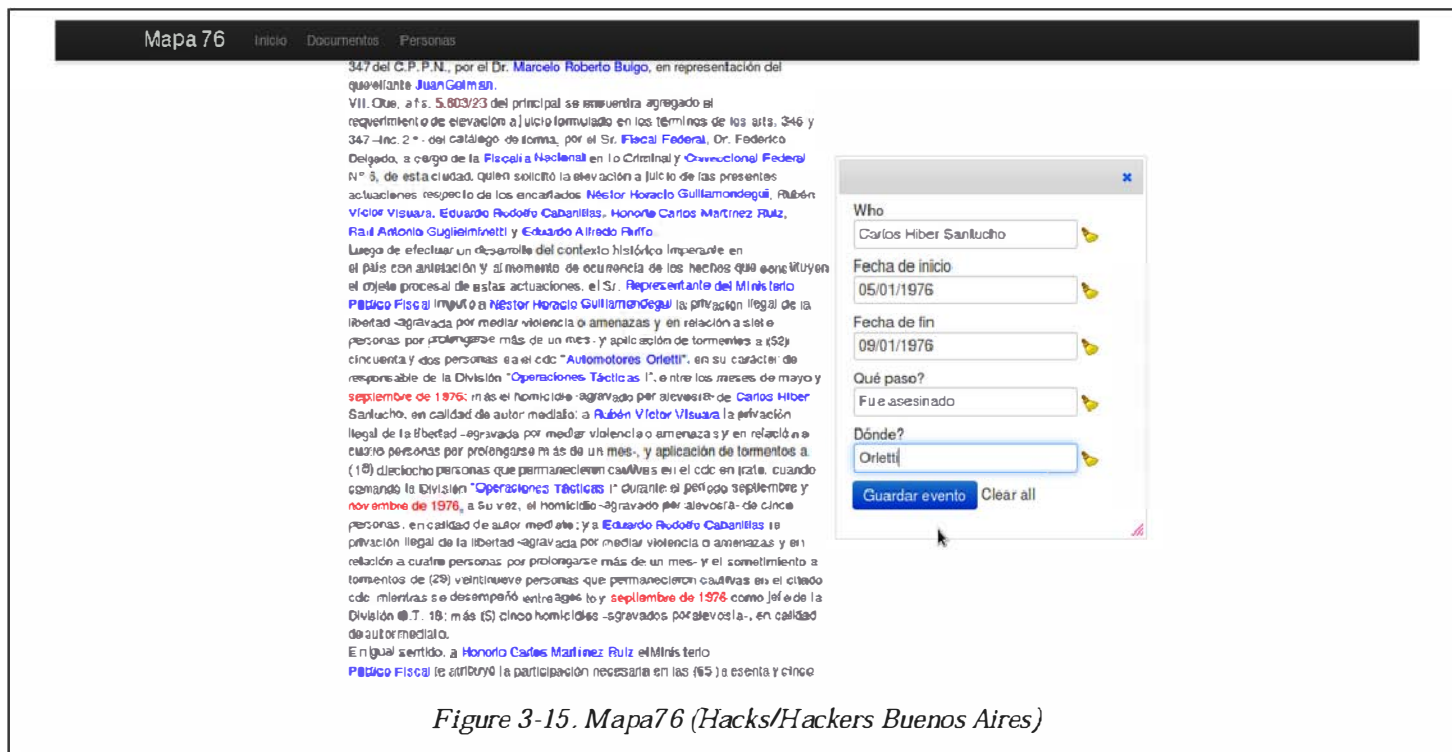 Mapa 76 Inicio Documentos Personas
347 del C.P.P.N., por el Dr. Marcelo Roberto Buigo, en representación del
querellante Juan Gelman.
VII. Que, a fs. 5.803/23 del principal se encuentra agregado el
requerimiento de elevación a juicio formulado en los términos de los arts. 346 y
347 –inc. 2° - del catálogo de forma, por el Sr. Fiscal Federal, Dr. Federico
Delgado, a cargo de la Fiscalía Nacional en lo Criminal y Correccional Federal
N° 6, de esta ciudad, quien solicitó la elevación a juicio de las presentes
actuaciones respecto de los encartados Néstor Horacio Guillamondegui, Rubén
Víctor Visuara, Eduardo Rodolfo Cabanillas, Honorio Carlos Martínez Ruiz,
Raúl Antonio Guglielminetti y Eduardo Alfredo Ruffo.
Luego de efectuar un desarrollo del contexto histórico imperante en
el país con antelación y al momento de ocurrencia de los hechos que constituyen
el objeto procesal de estas actuaciones, el Sr. Representante del Ministerio
Público Fiscal imputó a Néstor Horacio Guillamondegui la privación ilegal de la
libertad -agravada por mediar violencia o amenazas y en relación a siete
personas por prolongarse más de un mes- y aplicación de tormentos a (52)
cincuenta y dos personas en el cdc "Automotores Orletti", en su carácter de
responsable de la División "Operaciones Tácticas I", entre los meses de mayo y
septiembre de 1976; más el homicidio -agravado por alevosía- de Carlos Hiber
Santucho, en calidad de autor mediato; a Rubén Víctor Visuara la privación
ilegal de la libertad -agravada por mediar violencia o amenazas y en relación a
cuatro personas por prolongarse más de un mes-, y aplicación de tormentos a
(18) dieciocho personas que permanecieron cautivas en el cdc en trato, cuando
comandó la División "Operaciones Tácticas I" durante el período septiembre y
noviembre de 1976, a su vez, el homicidio -agravado por alevosía- de cinco
personas, en calidad de autor mediato; y a Eduardo Rodolfo Cabanillas la
privación ilegal de la libertad -agravada por mediar violencia o amenazas y en
relación a cuatro personas por prolongarse más de un mes- y el sometimiento a
tormentos de (29) veintinueve personas que permanecieron cautivas en el citado
cdc mientras se desempeñó entre agosto y septiembre de 1976 como jefe de la
División O.T. 18; más (5) cinco homicidios -agravados por alevosía-, en calidad
de autor mediato.
En igual sentido, a Honorio Carlos Martínez Ruiz el Ministerio
Público Fiscal le atribuyó la participación necesaria en las (65) sesenta y cinco
Who
Carlos Hiber Santucho
Fecha de inicio
05/01/1976
Fecha de fin
09/01/1976
Qué paso?
Fue asesinado
Dónde?
Orletti
Guardar evento Clear all
Figure 3-15. Mapa76 (Hacks/Hackers Buenos Aires)